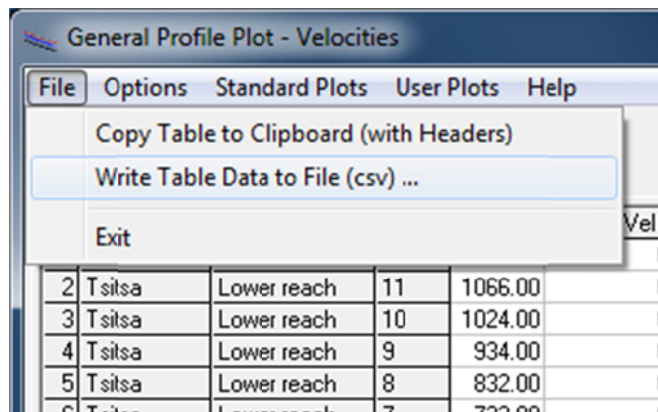 General Profile Plot - Velocities
File Options Standard Plots User Plots Help
Copy Table to Clipboard (with Headers)
Write Table Data to File (csv) ...
Exit
Vel
2 Tsitsa Lower reach 11 1066.00
3 Tsitsa Lower reach 10 1024.00
4 Tsitsa Lower reach 9 934.00
5 Tsitsa Lower reach 8 832.00